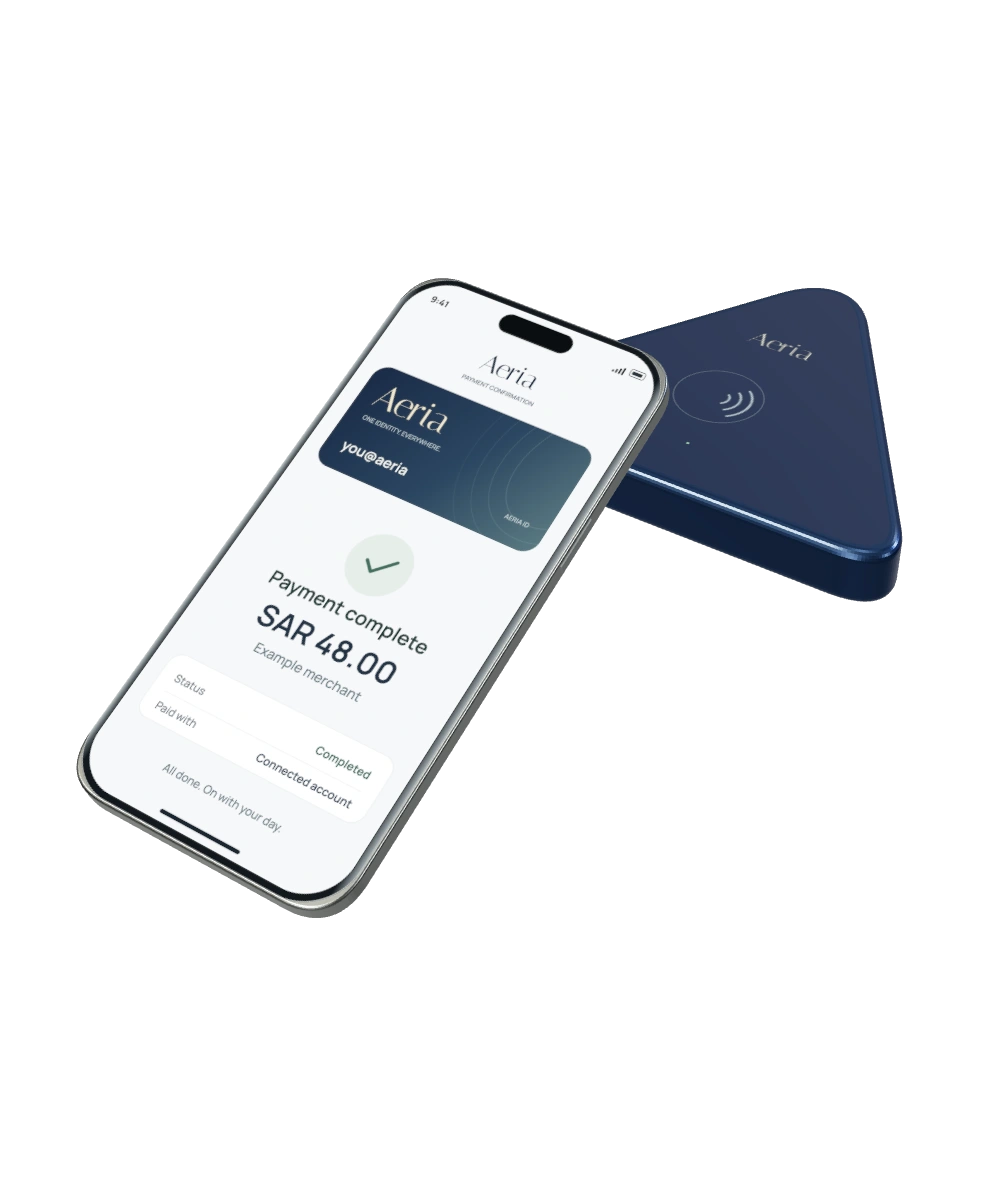 9:41
Aeria
PAYMENT CONFIRMATION
Aeria
ONE IDENTITY. EVERYWHERE.
you@aeria
AERIA ID
Payment complete
SAR 48.00
Example merchant
Status
Completed
Paid with
Connected account
All done. On with your day.
Aeria